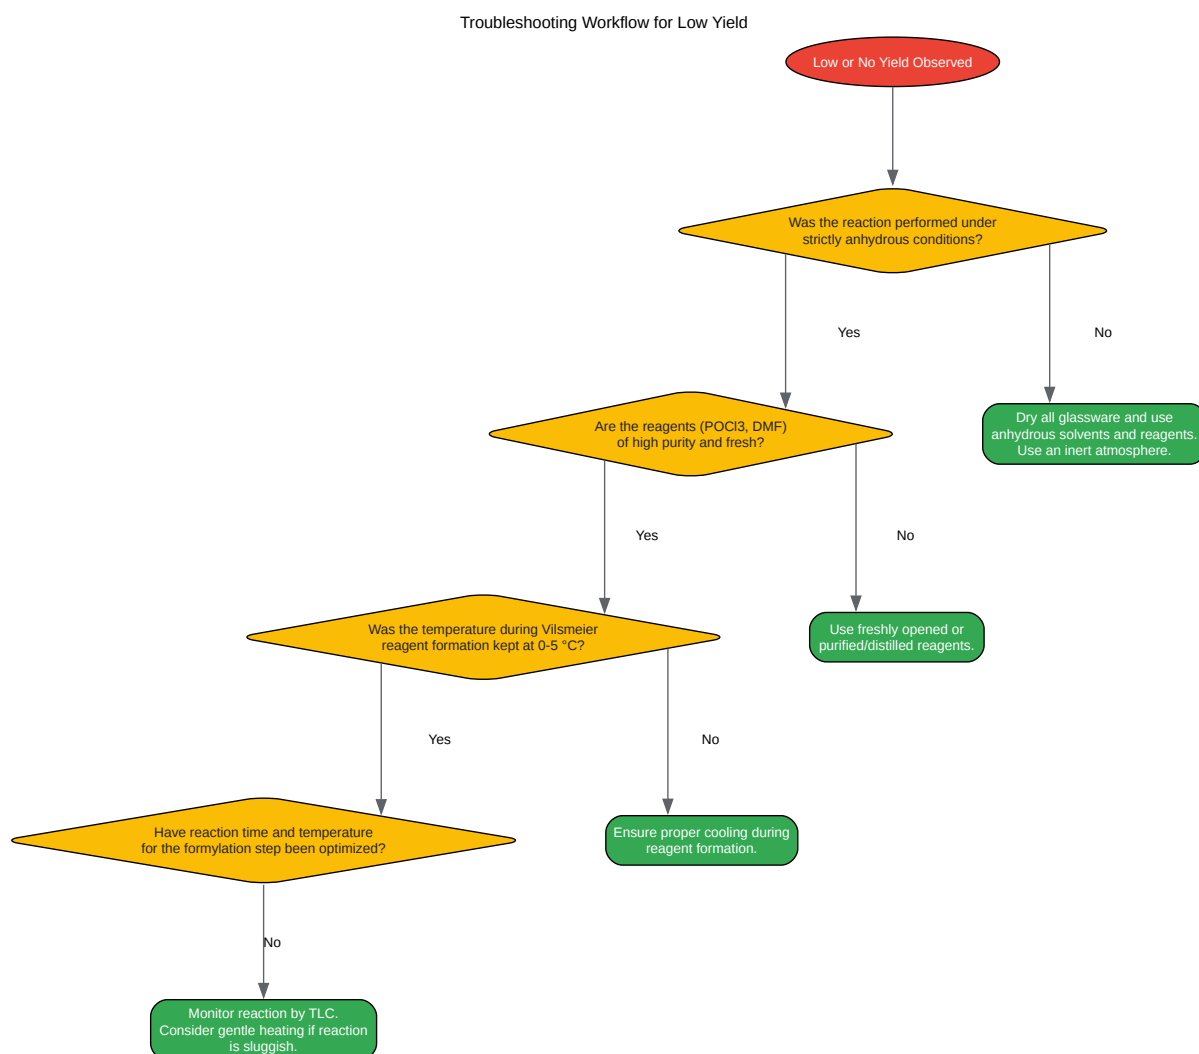 Troubleshooting Workflow for Low Yield
Low or No Yield Observed
Was the reaction performed under
strictly anhydrous conditions?
Yes
No
Dry all glassware and use
anhydrous solvents and reagents.
Use an inert atmosphere.
Are the reagents (POCl3, DMF)
of high purity and fresh?
Yes
No
Use freshly opened or
purified/distilled reagents.
Was the temperature during Vilsmeier
reagent formation kept at 0-5 °C?
Yes
No
Ensure proper cooling during
reagent formation.
Have reaction time and temperature
for the formylation step been optimized?
No
Monitor reaction by TLC.
Consider gentle heating if reaction
is sluggish.